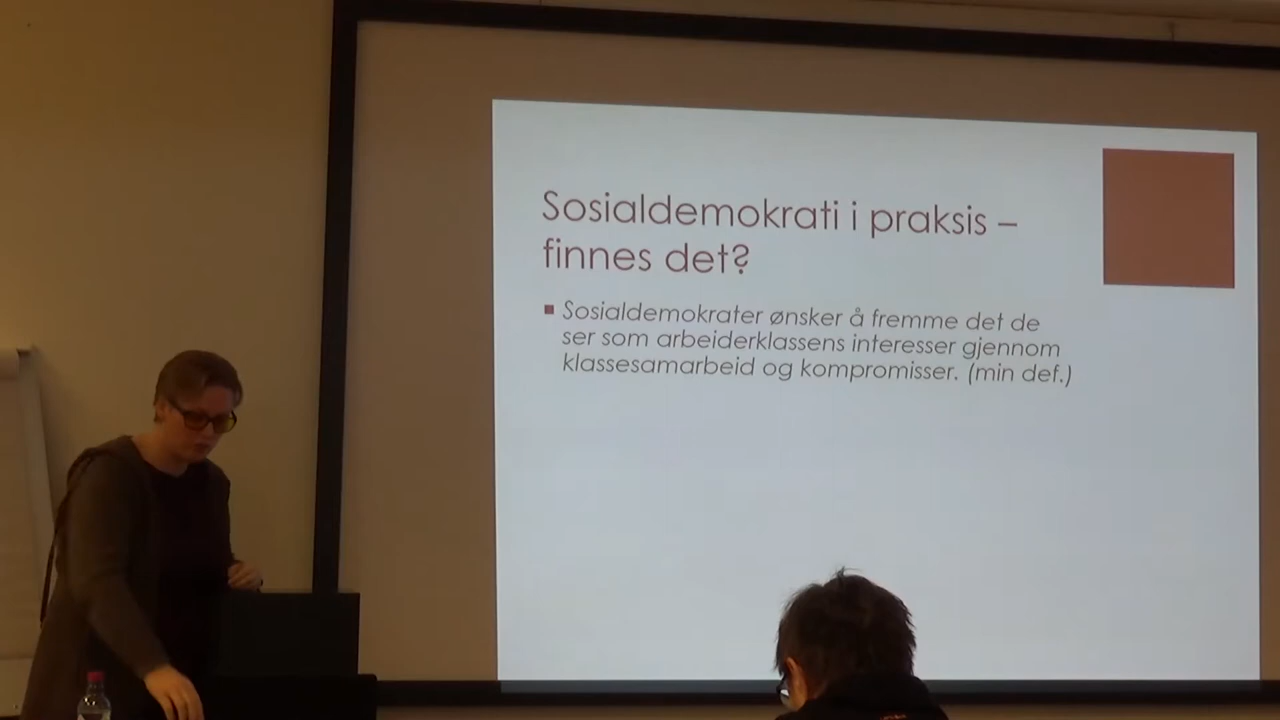 Sosialdemokrati i praksis –
finnes det?
Sosialdemokrater ønsker å fremme det de
ser som arbeiderklassens interesser gjennom
klassesamarbeid og kompromisser. (min def.)